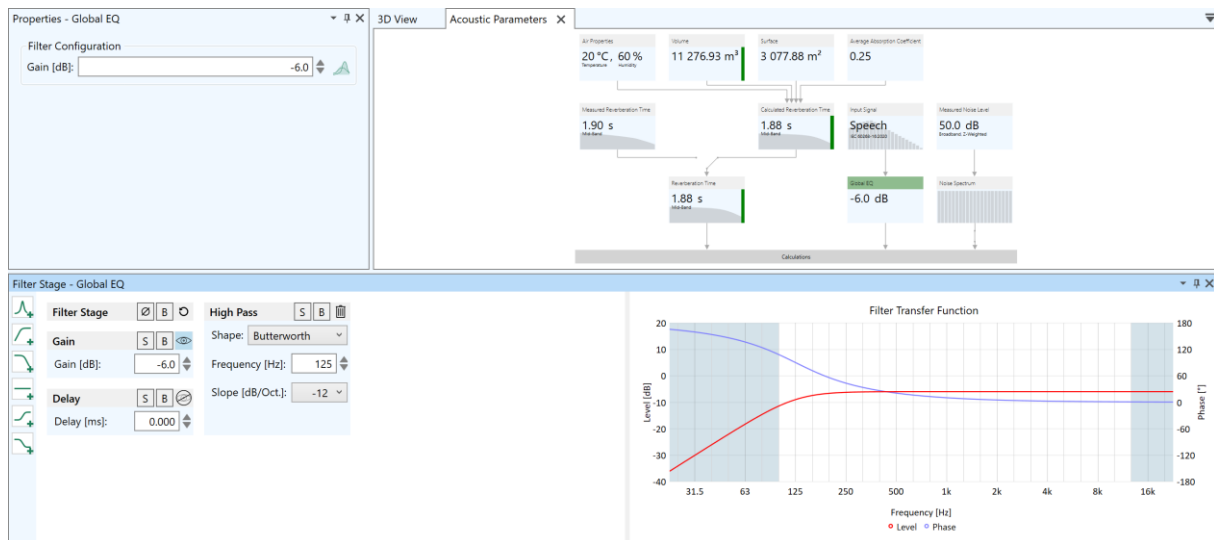 Properties - Global EQ
Filter Configuration
Gain [dB]: -6.0
3D View Acoustic Parameters
Air Properties Volume Surface Average Absorption Coefficient
20 °C, 60 % 11 276.93 m³ 3 077.88 m² 0.25
Temperature Humidity
Measured Reverberation Time Calculated Reverberation Time Input Signal Measured Noise Level
1.90 s 1.88 s Speech 50.0 dB
Mid-Band Mid-Band Broadband, Z-Weighted
Reverberation Time Global EQ Noise Spectrum
1.88 s -6.0 dB
Mid-Band
Calculations
Filter Stage - Global EQ
Filter Stage B High Pass S B
Gain S B Shape: Butterworth
Gain [dB]: -6.0 Frequency [Hz]: 125
Delay S B Slope [dB/Oct.]: -12
Delay [ms]: 0.000
Filter Transfer Function
20 180
10 120
0 60
-10 0
-20 -60
-30 -120
-40 -180
Level [dB]
Phase [°]
31.5 63 125 250 500 1k 2k 4k 8k 16k
Frequency [Hz]
Level Phase